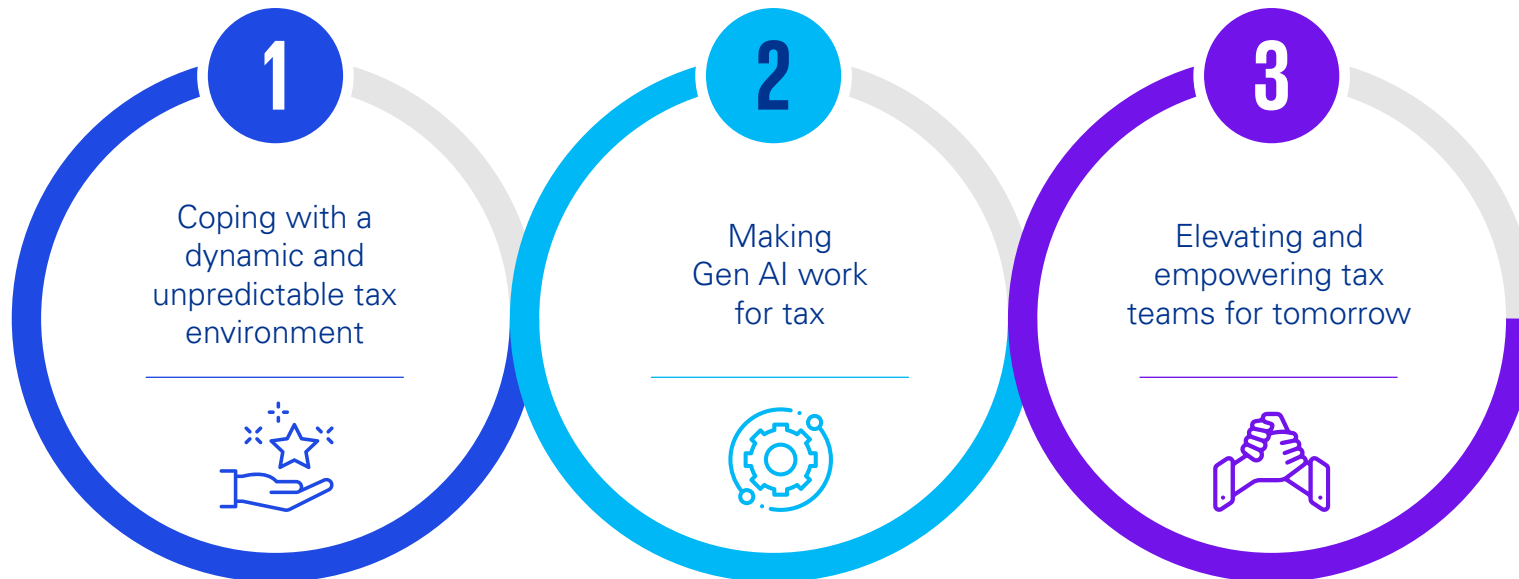 1
Coping with a
dynamic and
unpredictable tax
environment
2
Making
Gen AI work
for tax
3
Elevating and
empowering tax
teams for tomorrow